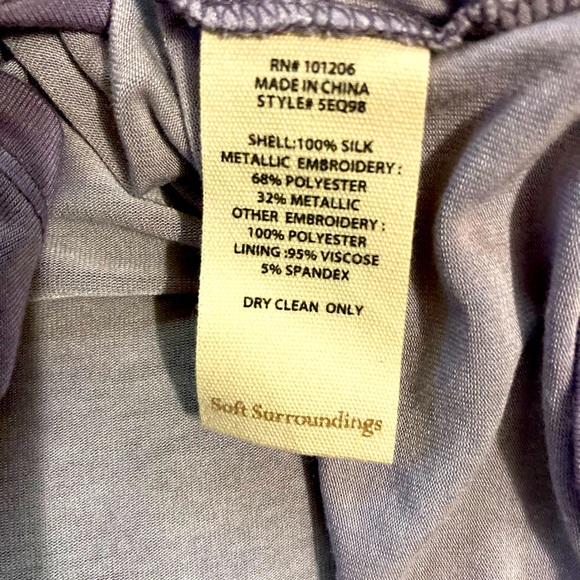 RN# 101206
MADE IN CHINA
STYLE# 5EQ98
SHELL:100% SILK
METALLIC EMBROIDERY :
68% POLYESTER
32% METALLIC
OTHER EMBROIDERY :
100% POLYESTER
LINING :95% VISCOSE
5% SPANDEX
DRY CLEAN ONLY
Soft Surroundings